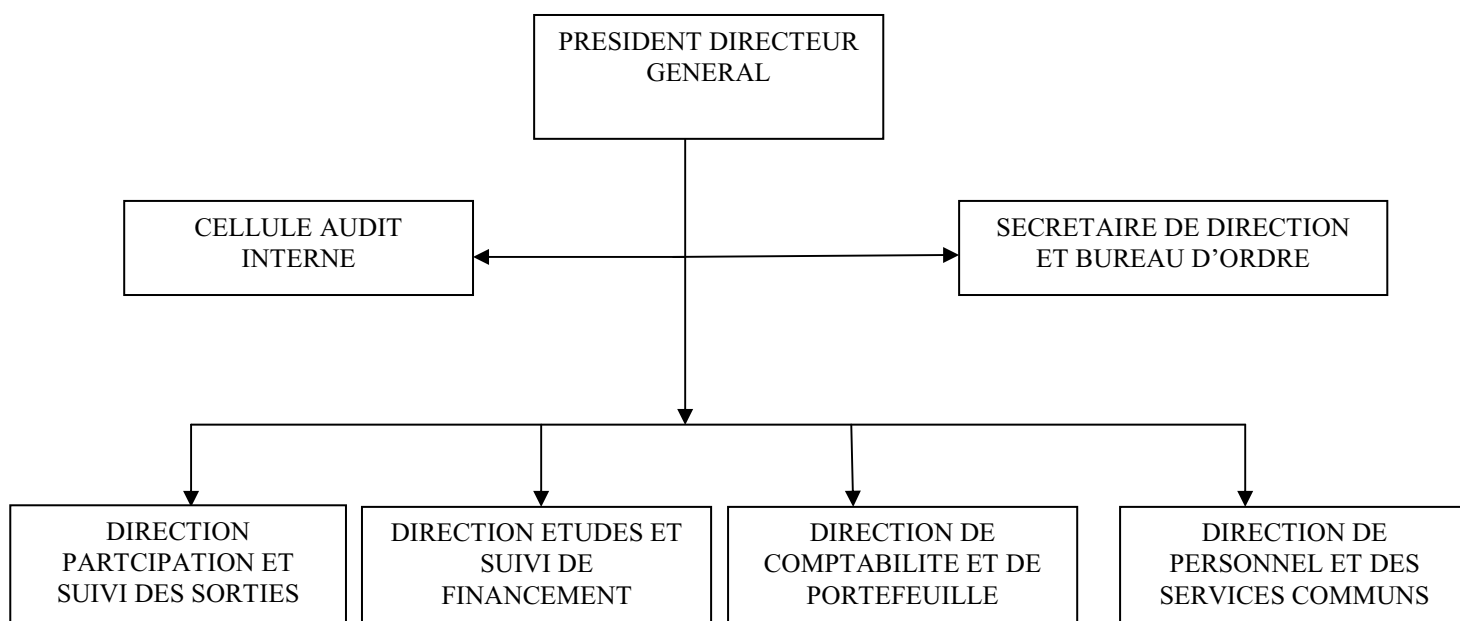 PRESIDENT DIRECTEUR
GENERAL
CELLULE AUDIT
INTERNE
SECRETAIRE DE DIRECTION
ET BUREAU D’ORDRE
DIRECTION
PARTCIPATION ET
SUIVI DES SORTIES
DIRECTION ETUDES ET
SUIVI DE
FINANCEMENT
DIRECTION DE
COMPTABILITE ET DE
PORTEFEUILLE
DIRECTION DE
PERSONNEL ET DES
SERVICES COMMUNS